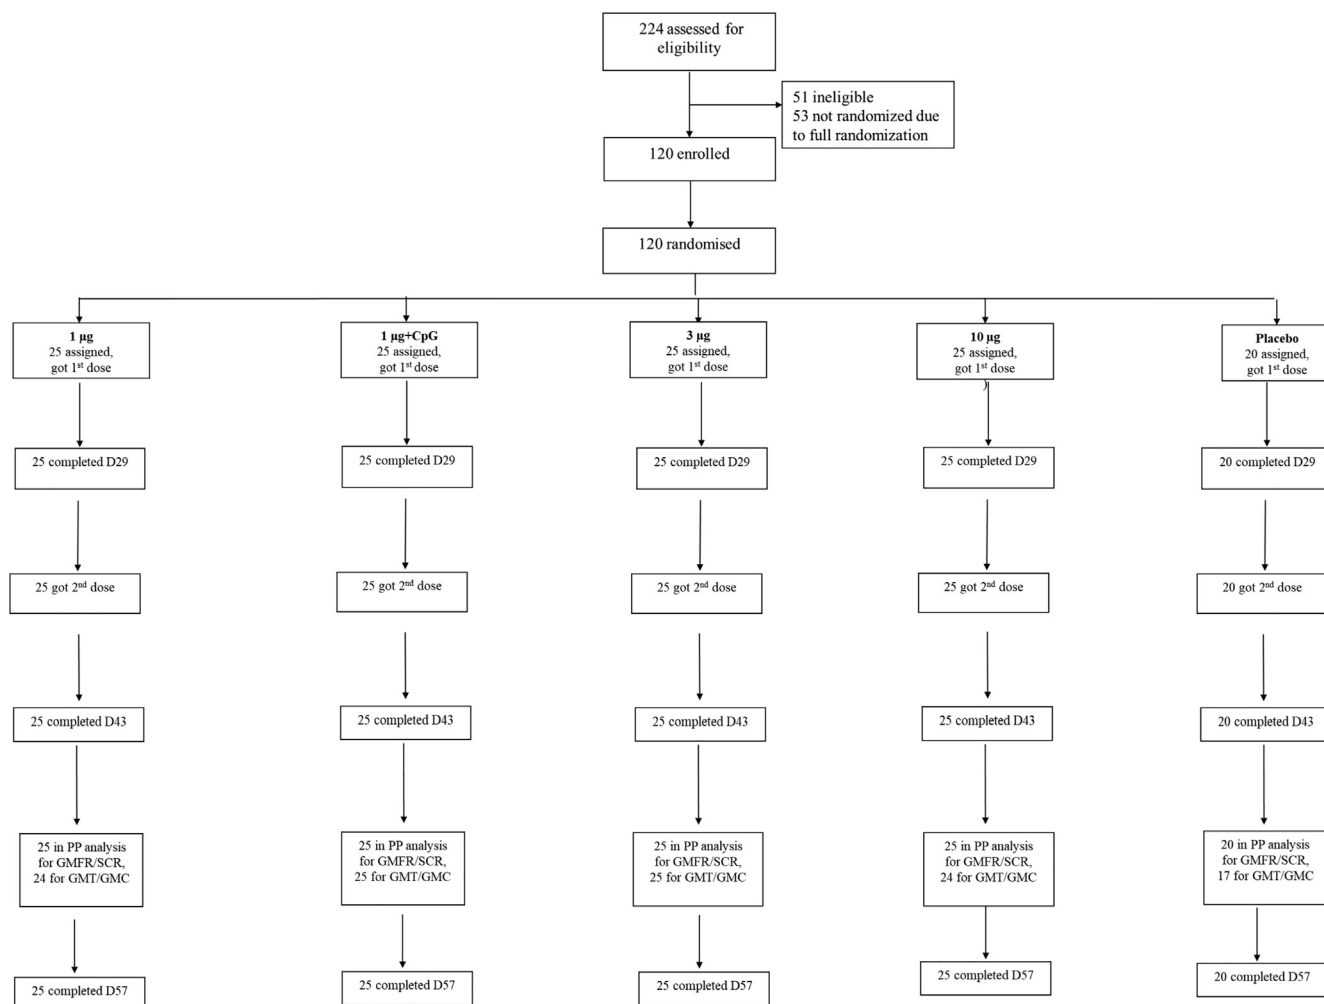 224 assessed for
eligibility
51 ineligible
53 not randomized due
to full randomization
120 enrolled
120 randomised
1 µg
25 assigned,
got 1st dose
1 µg+CpG
25 assigned,
got 1st dose
3 µg
25 assigned,
got 1st dose
10 µg
25 assigned,
got 1st dose
)
Placebo
20 assigned,
got 1st dose
25 completed D29
25 completed D29
25 completed D29
25 completed D29
20 completed D29
25 got 2nd dose
25 got 2nd dose
25 got 2nd dose
25 got 2nd dose
20 got 2nd dose
25 completed D43
25 completed D43
25 completed D43
25 completed D43
20 completed D43
25 in PP analysis
for GMFR/SCR,
24 for GMT/GMC
25 in PP analysis
for GMFR/SCR,
25 for GMT/GMC
25 in PP analysis
for GMFR/SCR,
25 for GMT/GMC
25 in PP analysis
for GMFR/SCR,
24 for GMT/GMC
20 in PP analysis
for GMFR/SCR,
17 for GMT/GMC
25 completed D57
25 completed D57
25 completed D57
25 completed D57
20 completed D57